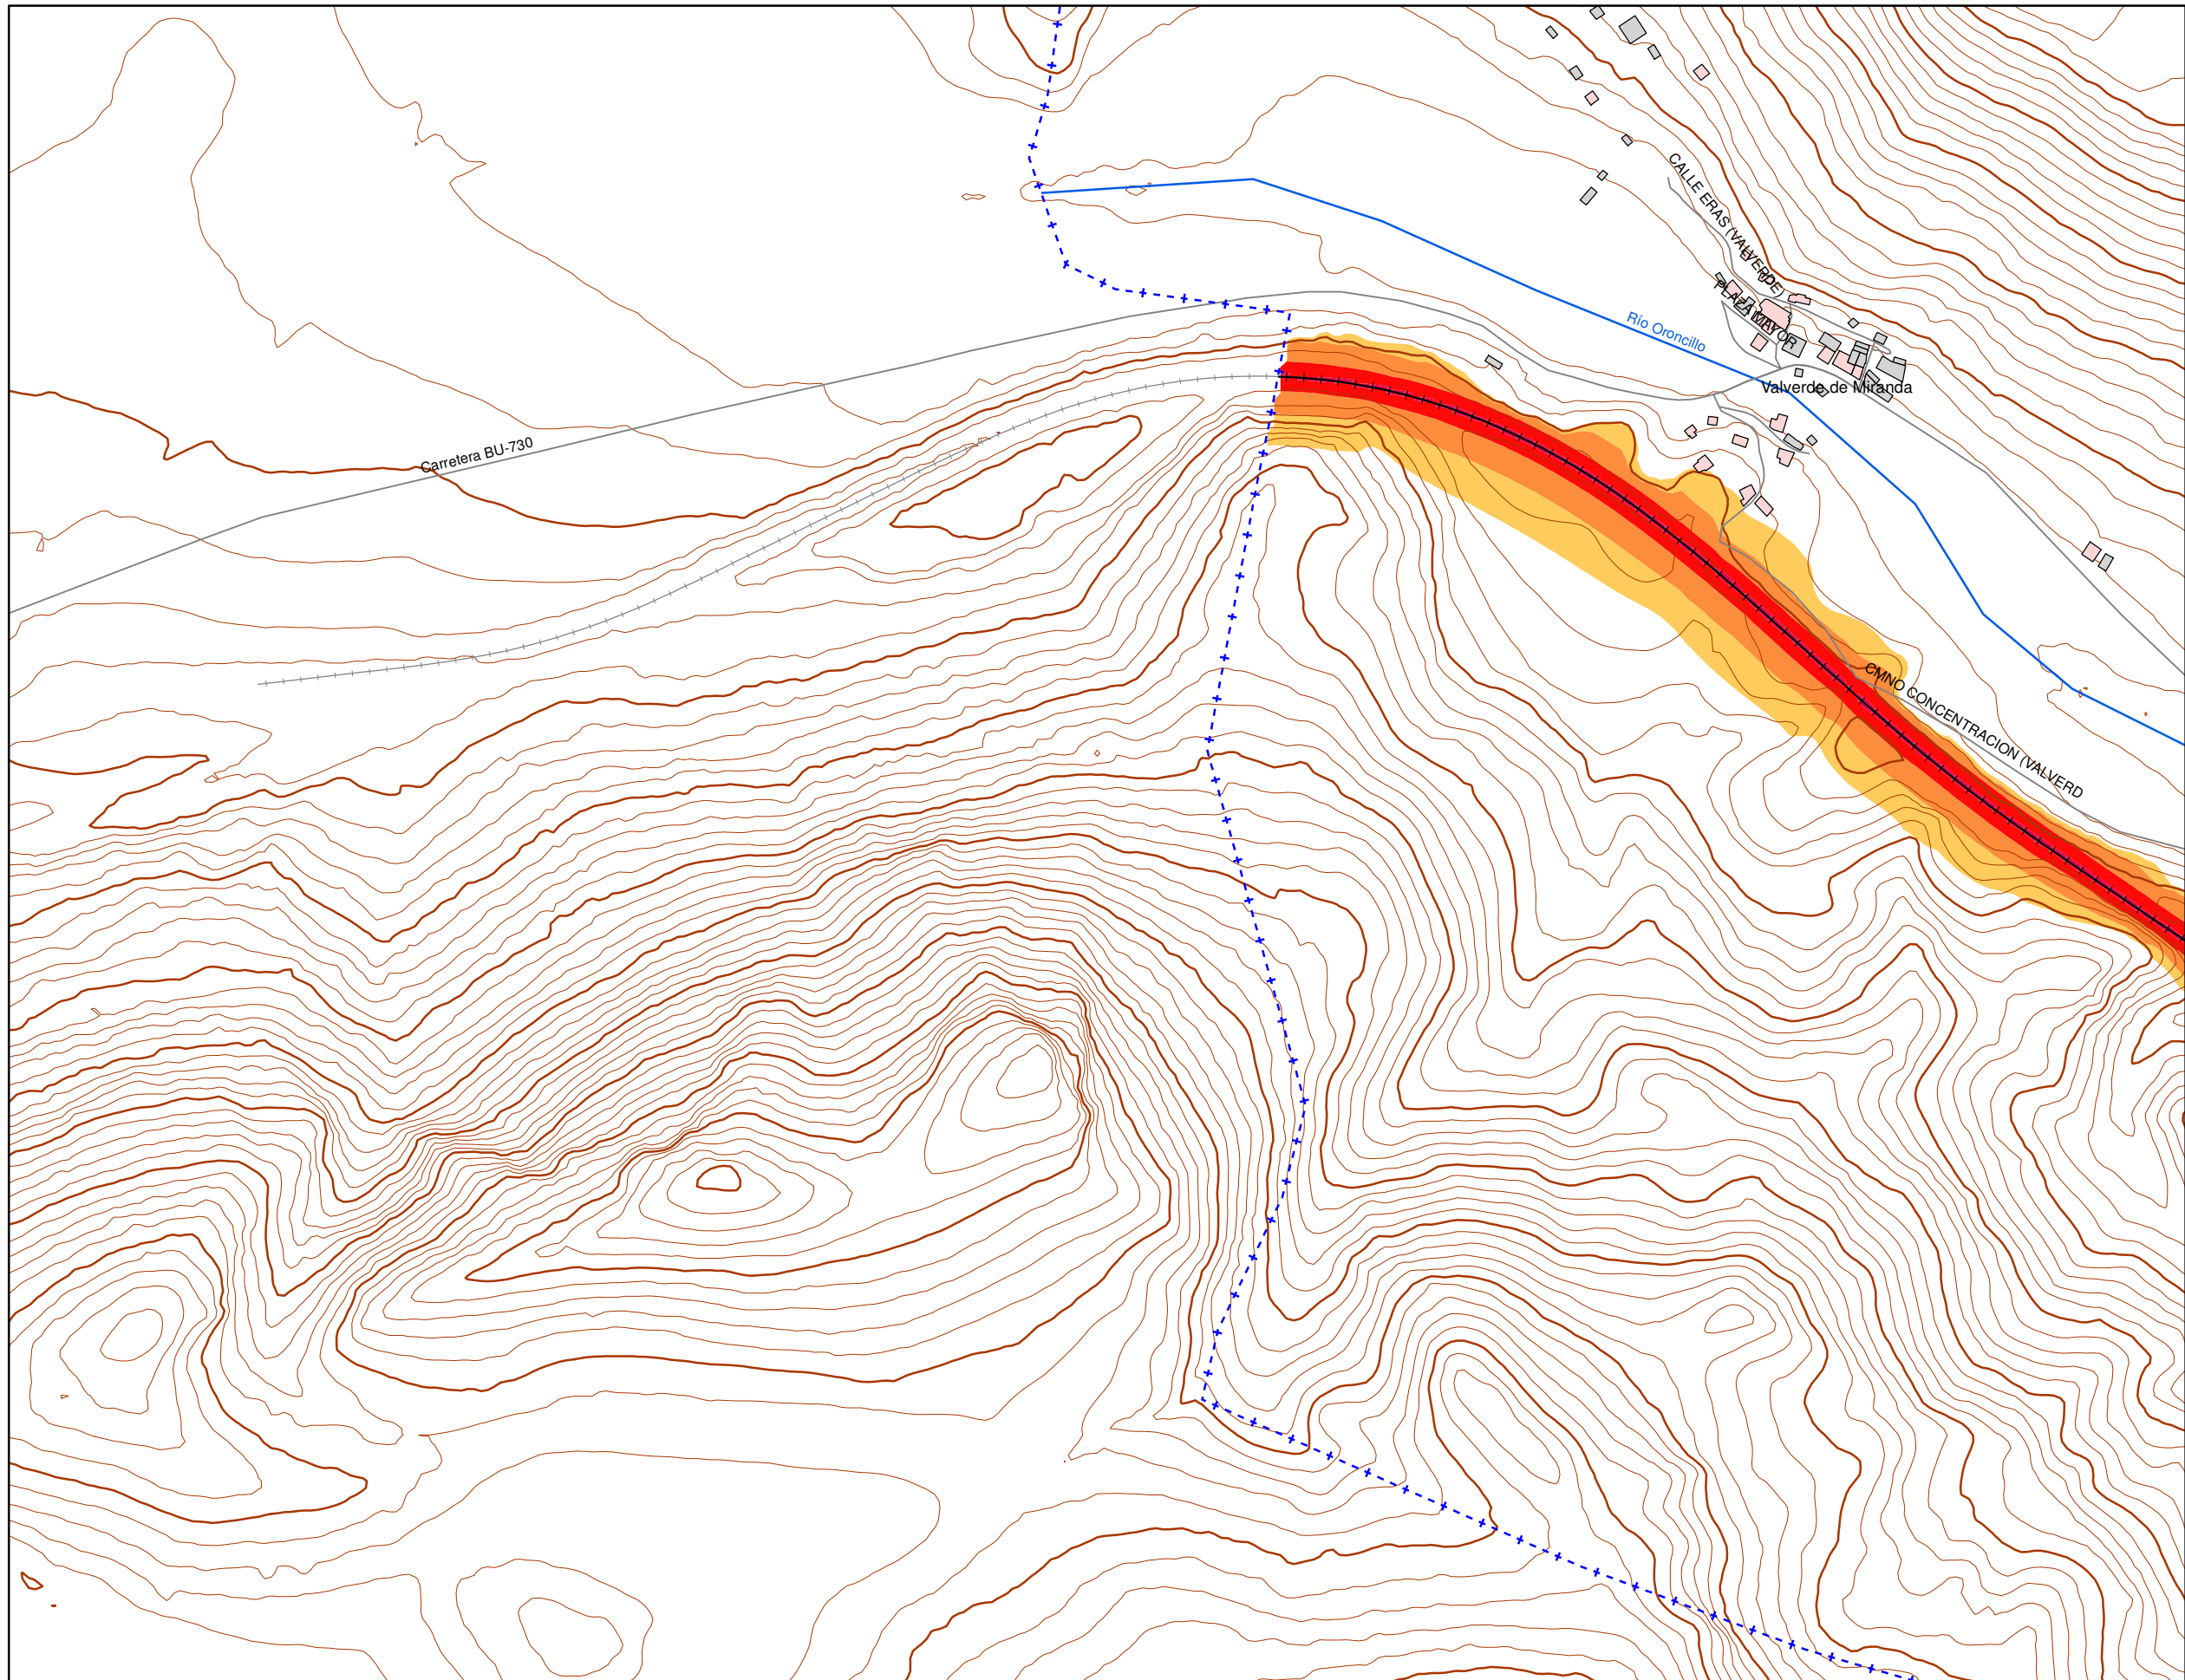 CALLE ERAS (VALVERDE)
PLAZA MAYOR
Río Oroncillo
Valverde de Miranda
Carretera BU-730
CMNO CONCENTRACION (VALVERD